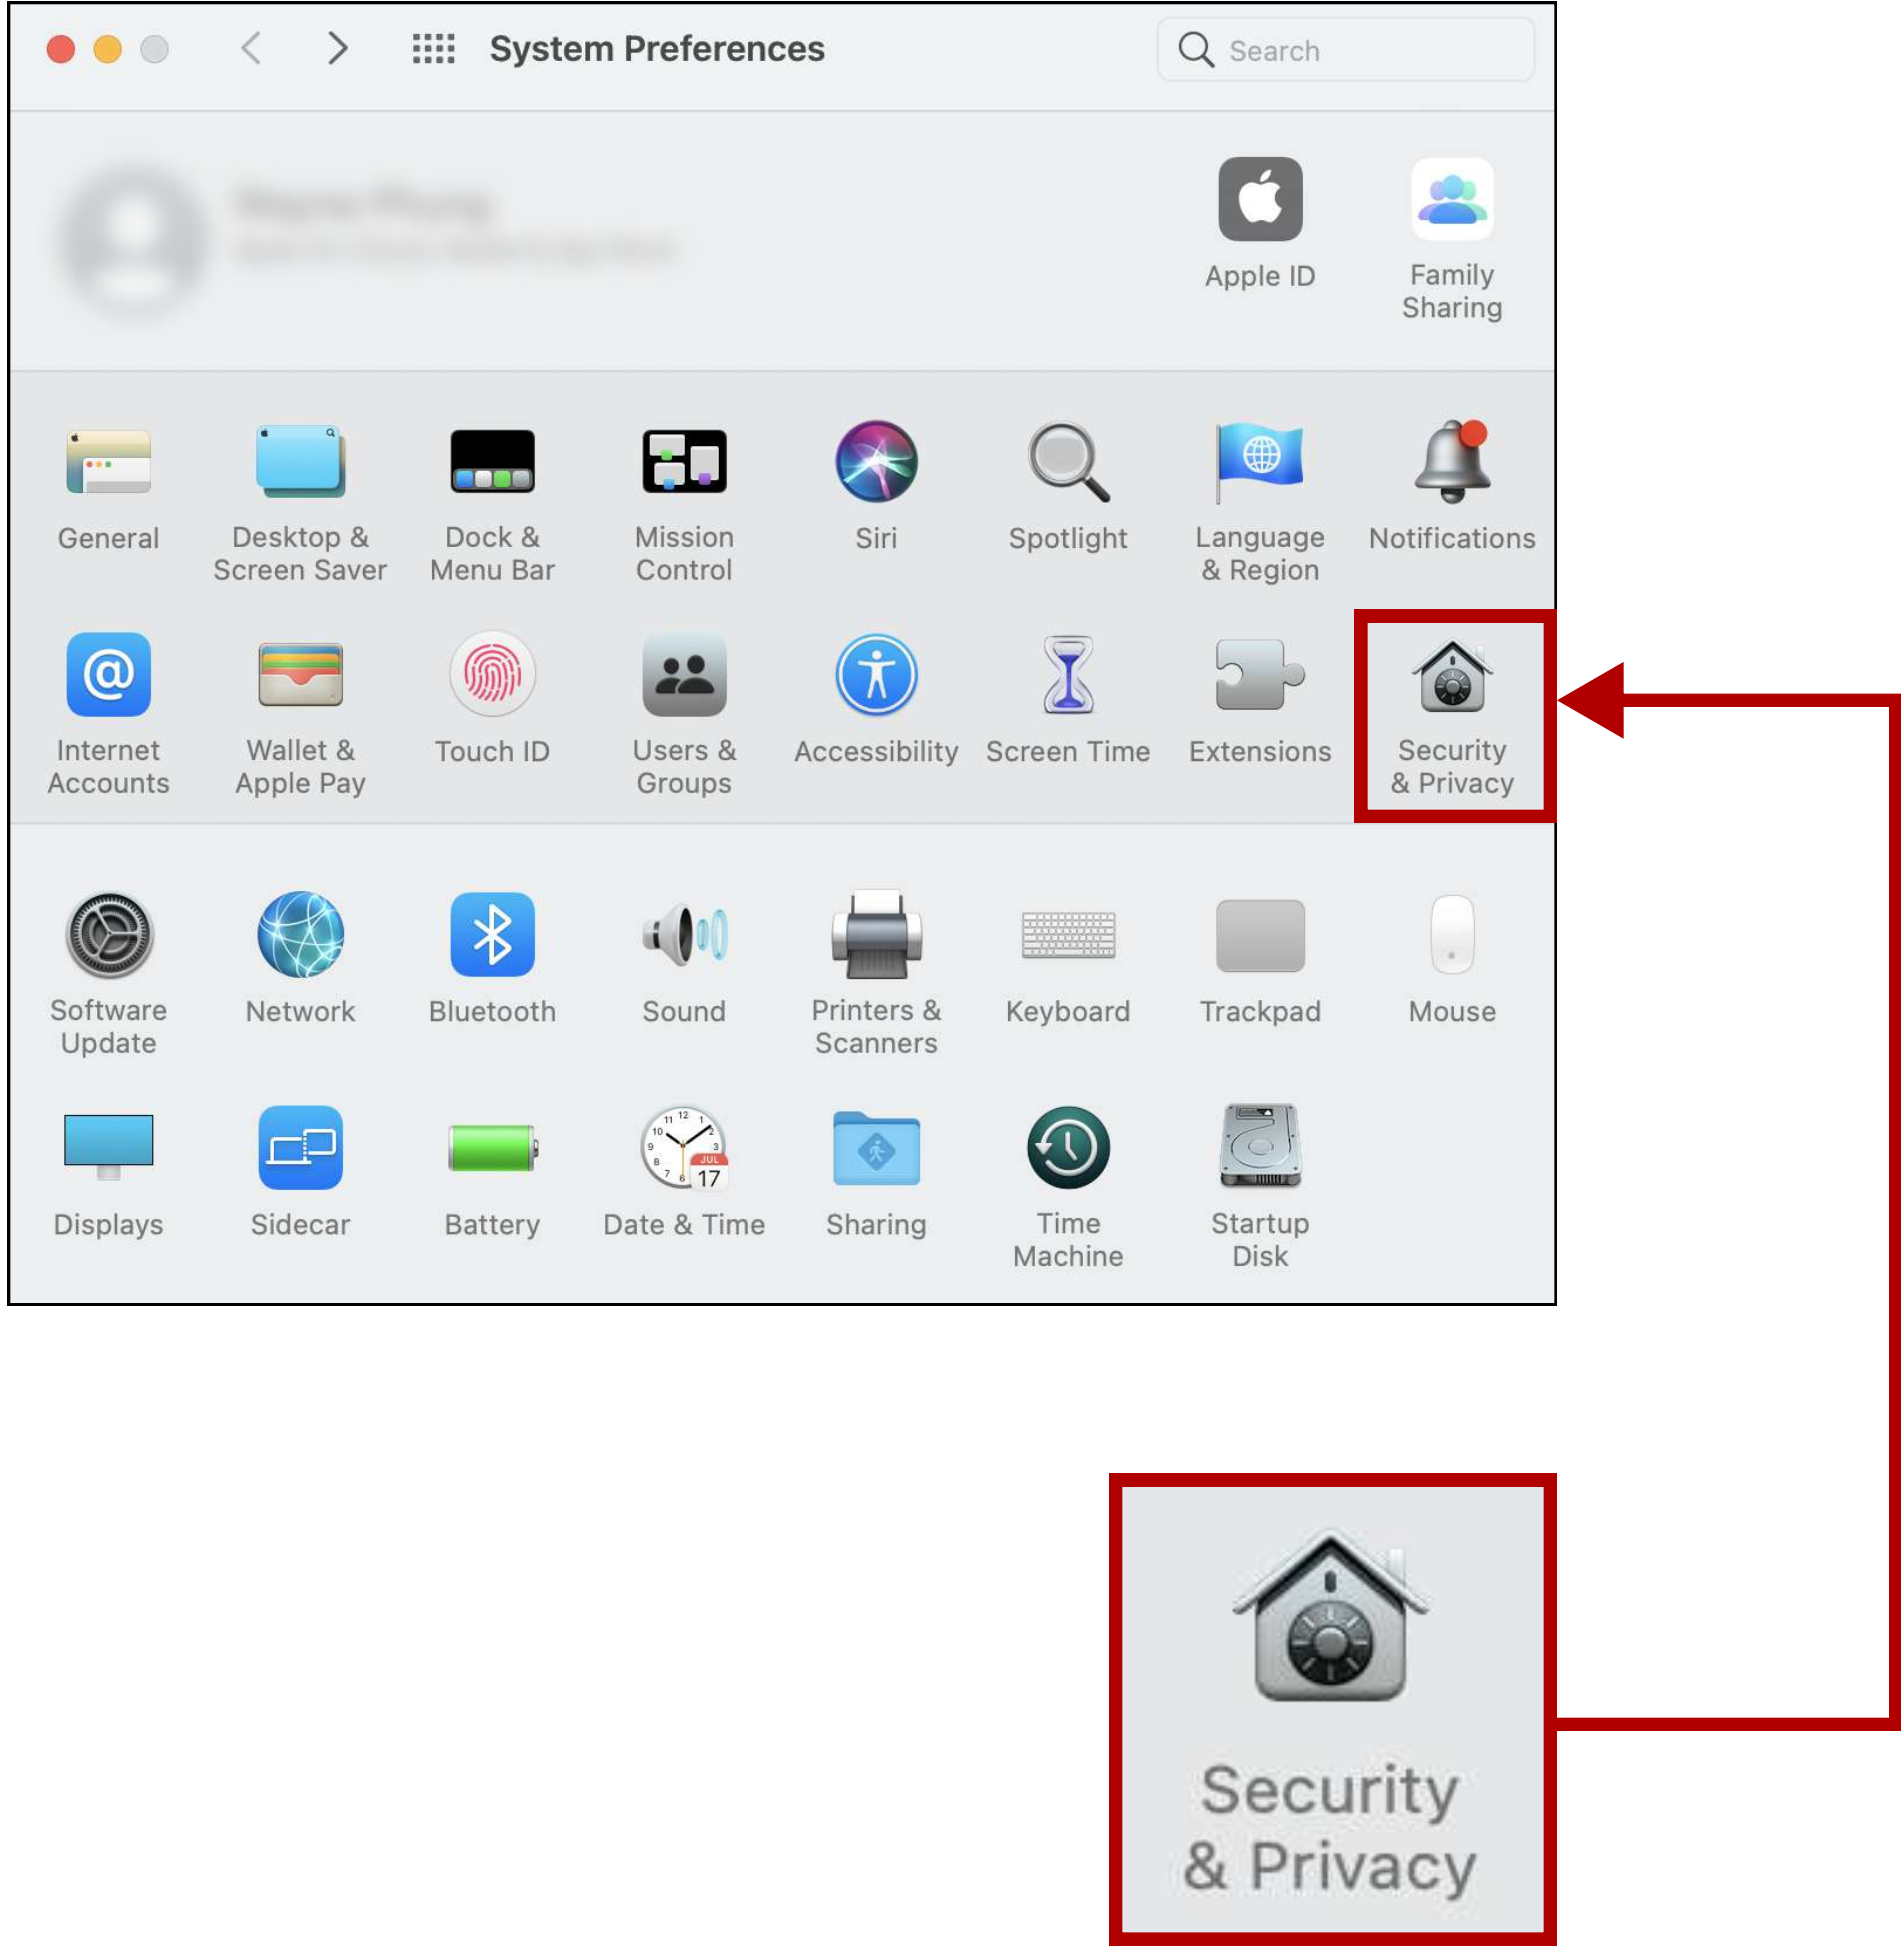 System Preferences
Search
Apple ID
Family
Sharing
General
Desktop &
Screen Saver
Dock &
Menu Bar
Mission
Control
Siri
Spotlight
Language
& Region
Notifications
Internet
Accounts
Wallet &
Apple Pay
Touch ID
Users &
Groups
Accessibility
Screen Time
Extensions
Security
& Privacy
Software
Update
Network
Bluetooth
Sound
Printers &
Scanners
Keyboard
Trackpad
Mouse
JUL
17
Displays
Sidecar
Battery
Date & Time
Sharing
Time
Machine
Startup
Disk
Security
& Privacy